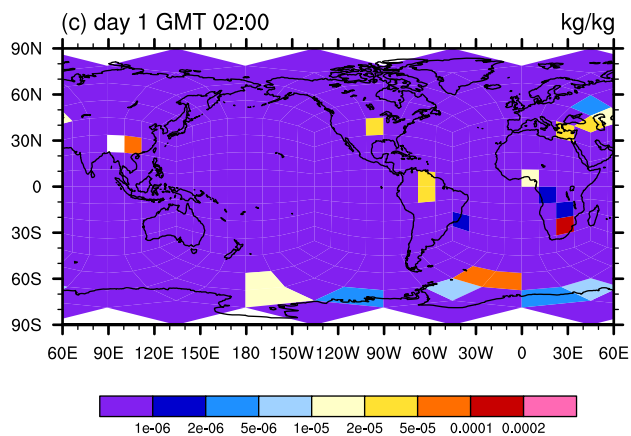 (c) day 1 GMT 02:00 kg/kg
90N
60N
30N
0
30S
60S
90S
60E 90E 120E 150E 180 150W 120W 90W 60W 30W 0 30E 60E
1e-06 2e-06 5e-06 1e-05 2e-05 5e-05 0.0001 0.0002